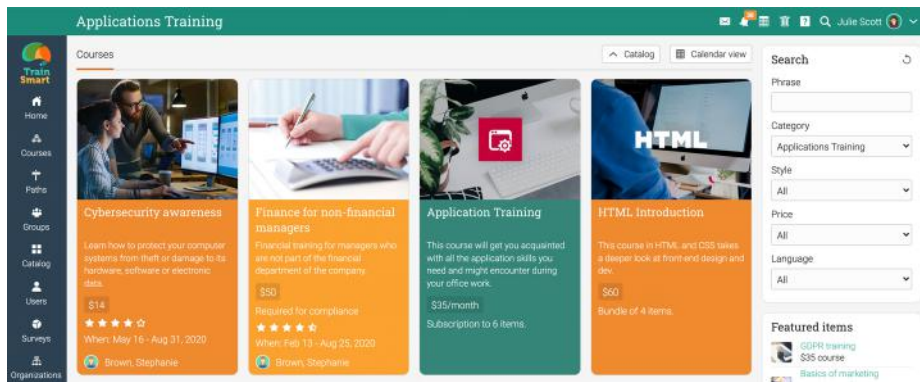 Applications Training
Julie Scott
Train
Smart
Home
Courses
Paths
Groups
Catalog
Users
Surveys
Organizations
Courses
Catalog
Calendar view
Cybersecurity awareness
Learn how to protect your computer
systems from theft or damage to its
hardware, software or electronic
data.
$14
When: May 16 - Aug 31, 2020
Brown, Stephanie
Finance for non-financial
managers
Financial training for managers who
are not part of the financial
department of the company.
$50
Required for compliance
When: Feb 13 - Aug 25, 2020
Brown, Stephanie
Application Training
This course will get you acquainted
with all the application skills you
need and might encounter during
your office work.
$35/month
Subscription to 6 items.
HTML
HTML Introduction
This course in HTML and CSS takes
a deeper look at front-end design and
dev.
$60
Bundle of 4 items.
Search
Phrase
Category
Applications Training
Style
All
Price
All
Language
All
Featured items
GDPR training
$35 course
Basics of marketing